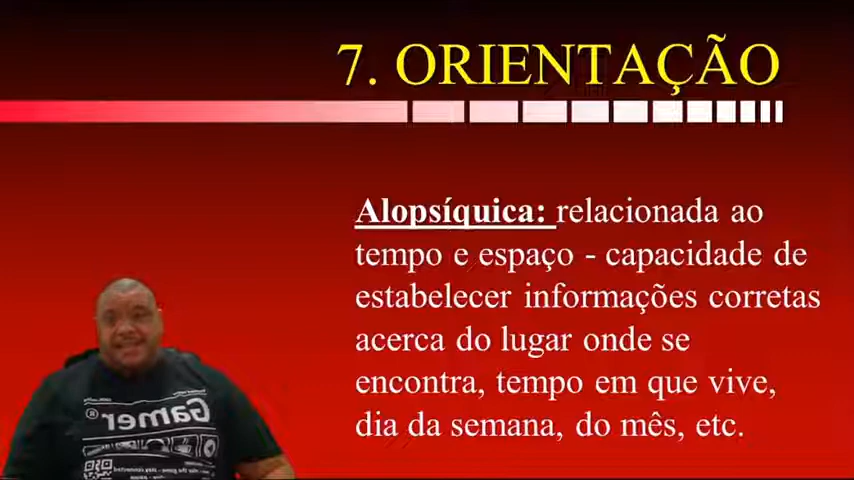 7. ORIENTAÇÃO
Alopsíquica: relacionada ao
tempo e espaço - capacidade de
estabelecer informações corretas
acerca do lugar onde se
encontra, tempo em que vive,
dia da semana, do mês, etc.
Gamer ®